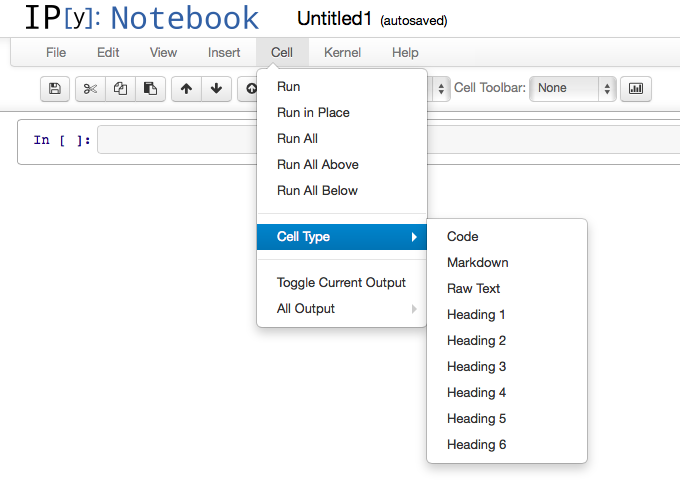 IP[y]: Notebook Untitled1 (autosaved)
File Edit View Insert Cell Kernel Help
Cell Toolbar: None
Run
Run in Place
Run All
Run All Above
Run All Below
Cell Type
Toggle Current Output
All Output
In [ ]:
Code
Markdown
Raw Text
Heading 1
Heading 2
Heading 3
Heading 4
Heading 5
Heading 6